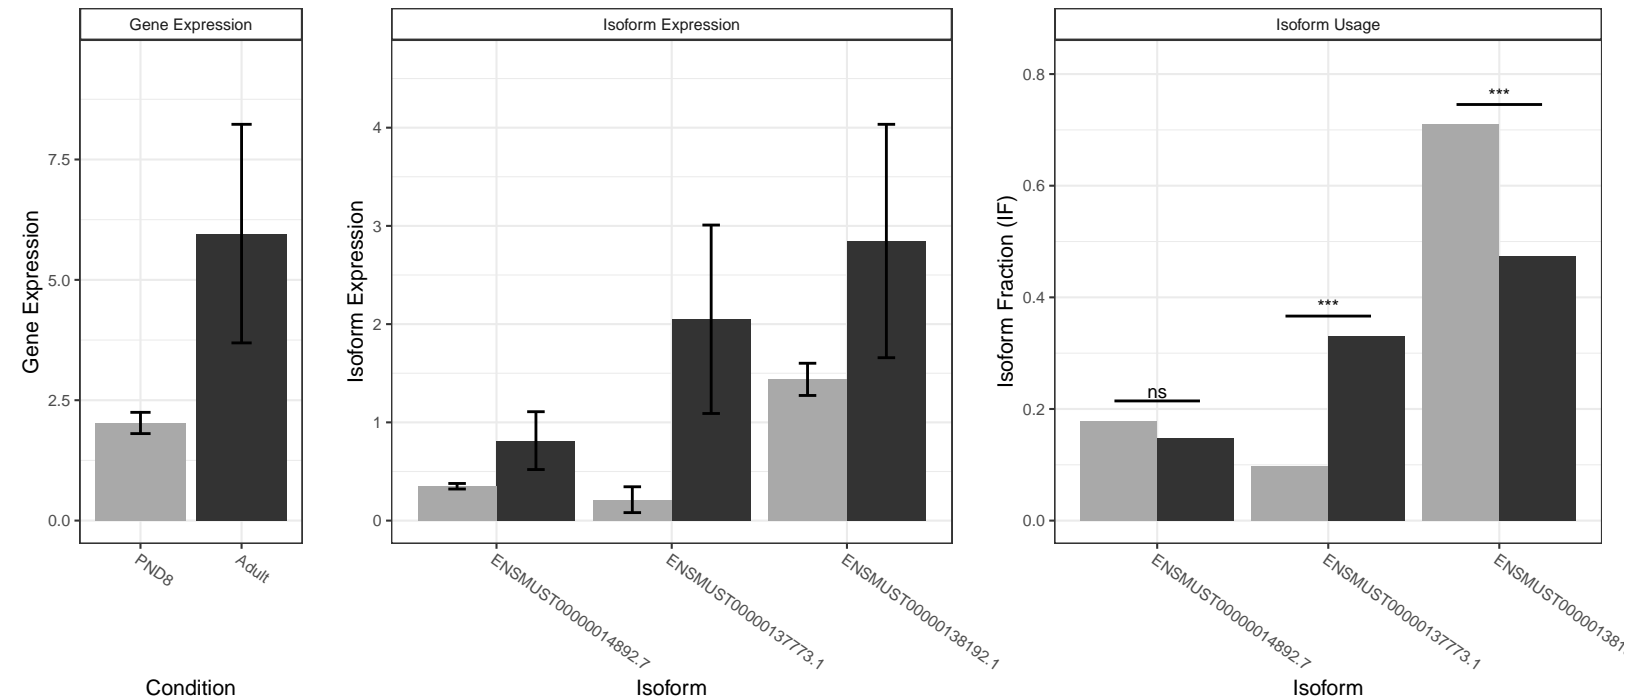 Gene Expression
Isoform Expression
Isoform Usage
Gene Expression
7.5
5.0
2.5
0.0
PND8
Adult
Condition
Isoform Expression
4
3
2
1
0
ENSMUST00000014892.7
ENSMUST00000137773.1
ENSMUST00000138192.1
Isoform
Isoform Fraction (IF)
0.8
0.6
0.4
0.2
0.0
ns
***
***
ENSMUST00000014892.7
ENSMUST00000137773.1
ENSMUST0000013819
Isoform